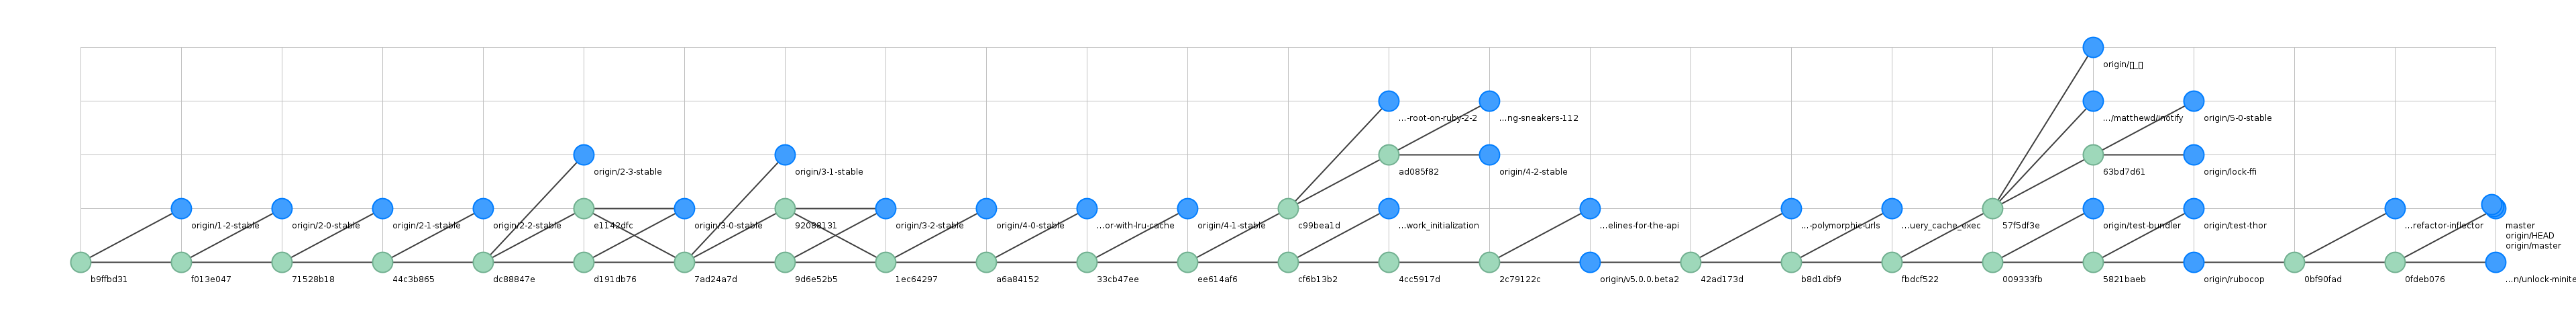 origin/▯_▯
...-root-on-ruby-2-2
...ng-sneakers-112
.../matthewd/inotify
origin/5-0-stable
origin/2-3-stable
origin/3-1-stable
ad085f82
origin/4-2-stable
63bd7d61
origin/lock-ffi
origin/1-2-stable
origin/2-0-stable
origin/2-1-stable
origin/2-2-stable
e1142dfc
origin/3-0-stable
92088131
origin/3-2-stable
origin/4-0-stable
...or-with-lru-cache
origin/4-1-stable
c99bea1d
...work_initialization
...elines-for-the-api
...-polymorphic-urls
...uery_cache_exec
57f5df3e
origin/test-bundler
origin/test-thor
...refactor-inflector
master
origin/HEAD
origin/master
b9ffbd31
f013e047
71528b18
44c3b865
dc88847e
d191db76
7ad24a7d
9d6e52b5
1ec64297
a6a84152
33cb47ee
ee614af6
cf6b13b2
4cc5917d
2c79122c
origin/v5.0.0.beta2
42ad173d
b8d1dbf9
fbdcf522
009333fb
5821baeb
origin/rubocop
0bf90fad
0fdeb076
...n/unlock-minite